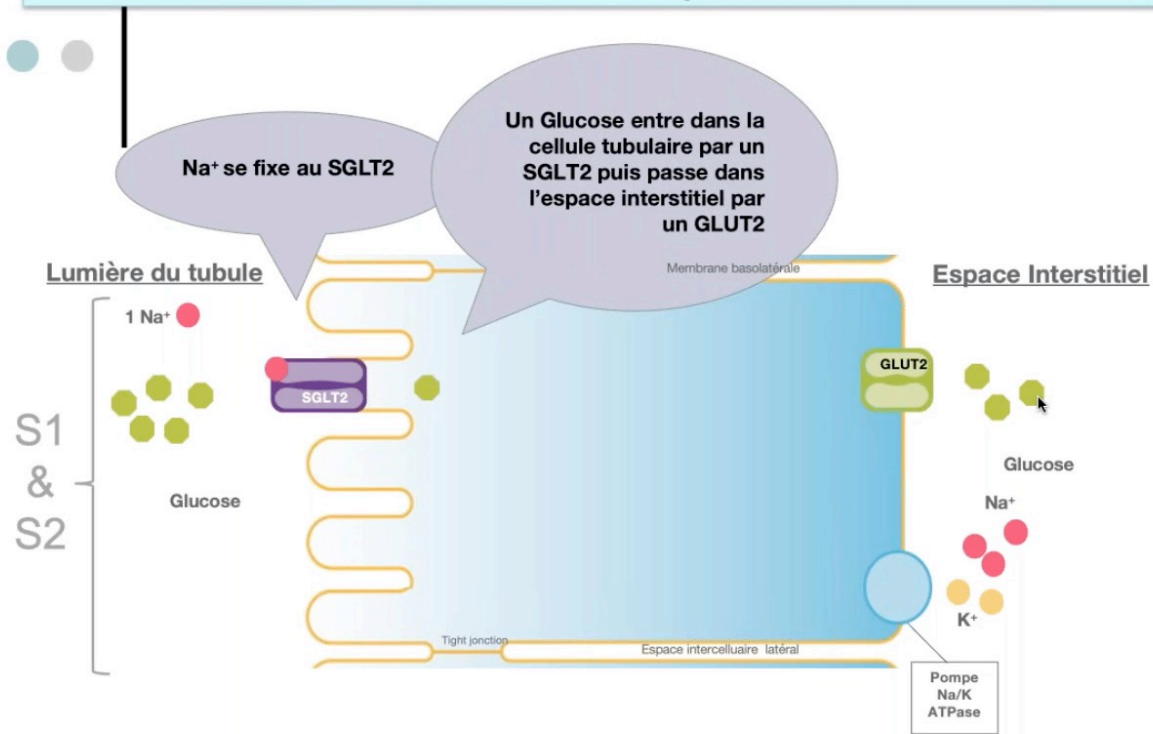 Na⁺ se fixe au SGLT2
Un Glucose entre dans la
cellule tubulaire par un
SGLT2 puis passe dans
l'espace interstitiel par
un GLUT2
Lumière du tubule
Membrane basolatérale
Espace Interstitiel
1 Na⁺
SGLT2
GLUT2
S1
&
S2
Glucose
Glucose
Na⁺
K⁺
Tight jonction
Espace intercelluaire latéral
Pompe
Na/K
ATPase